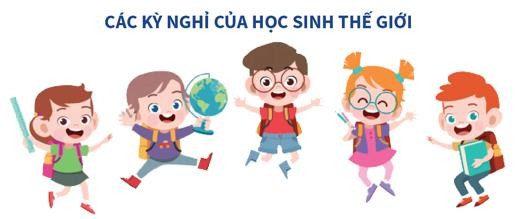 CÁC KỲ NGHỈ CỦA HỌC SINH THẾ GIỚI